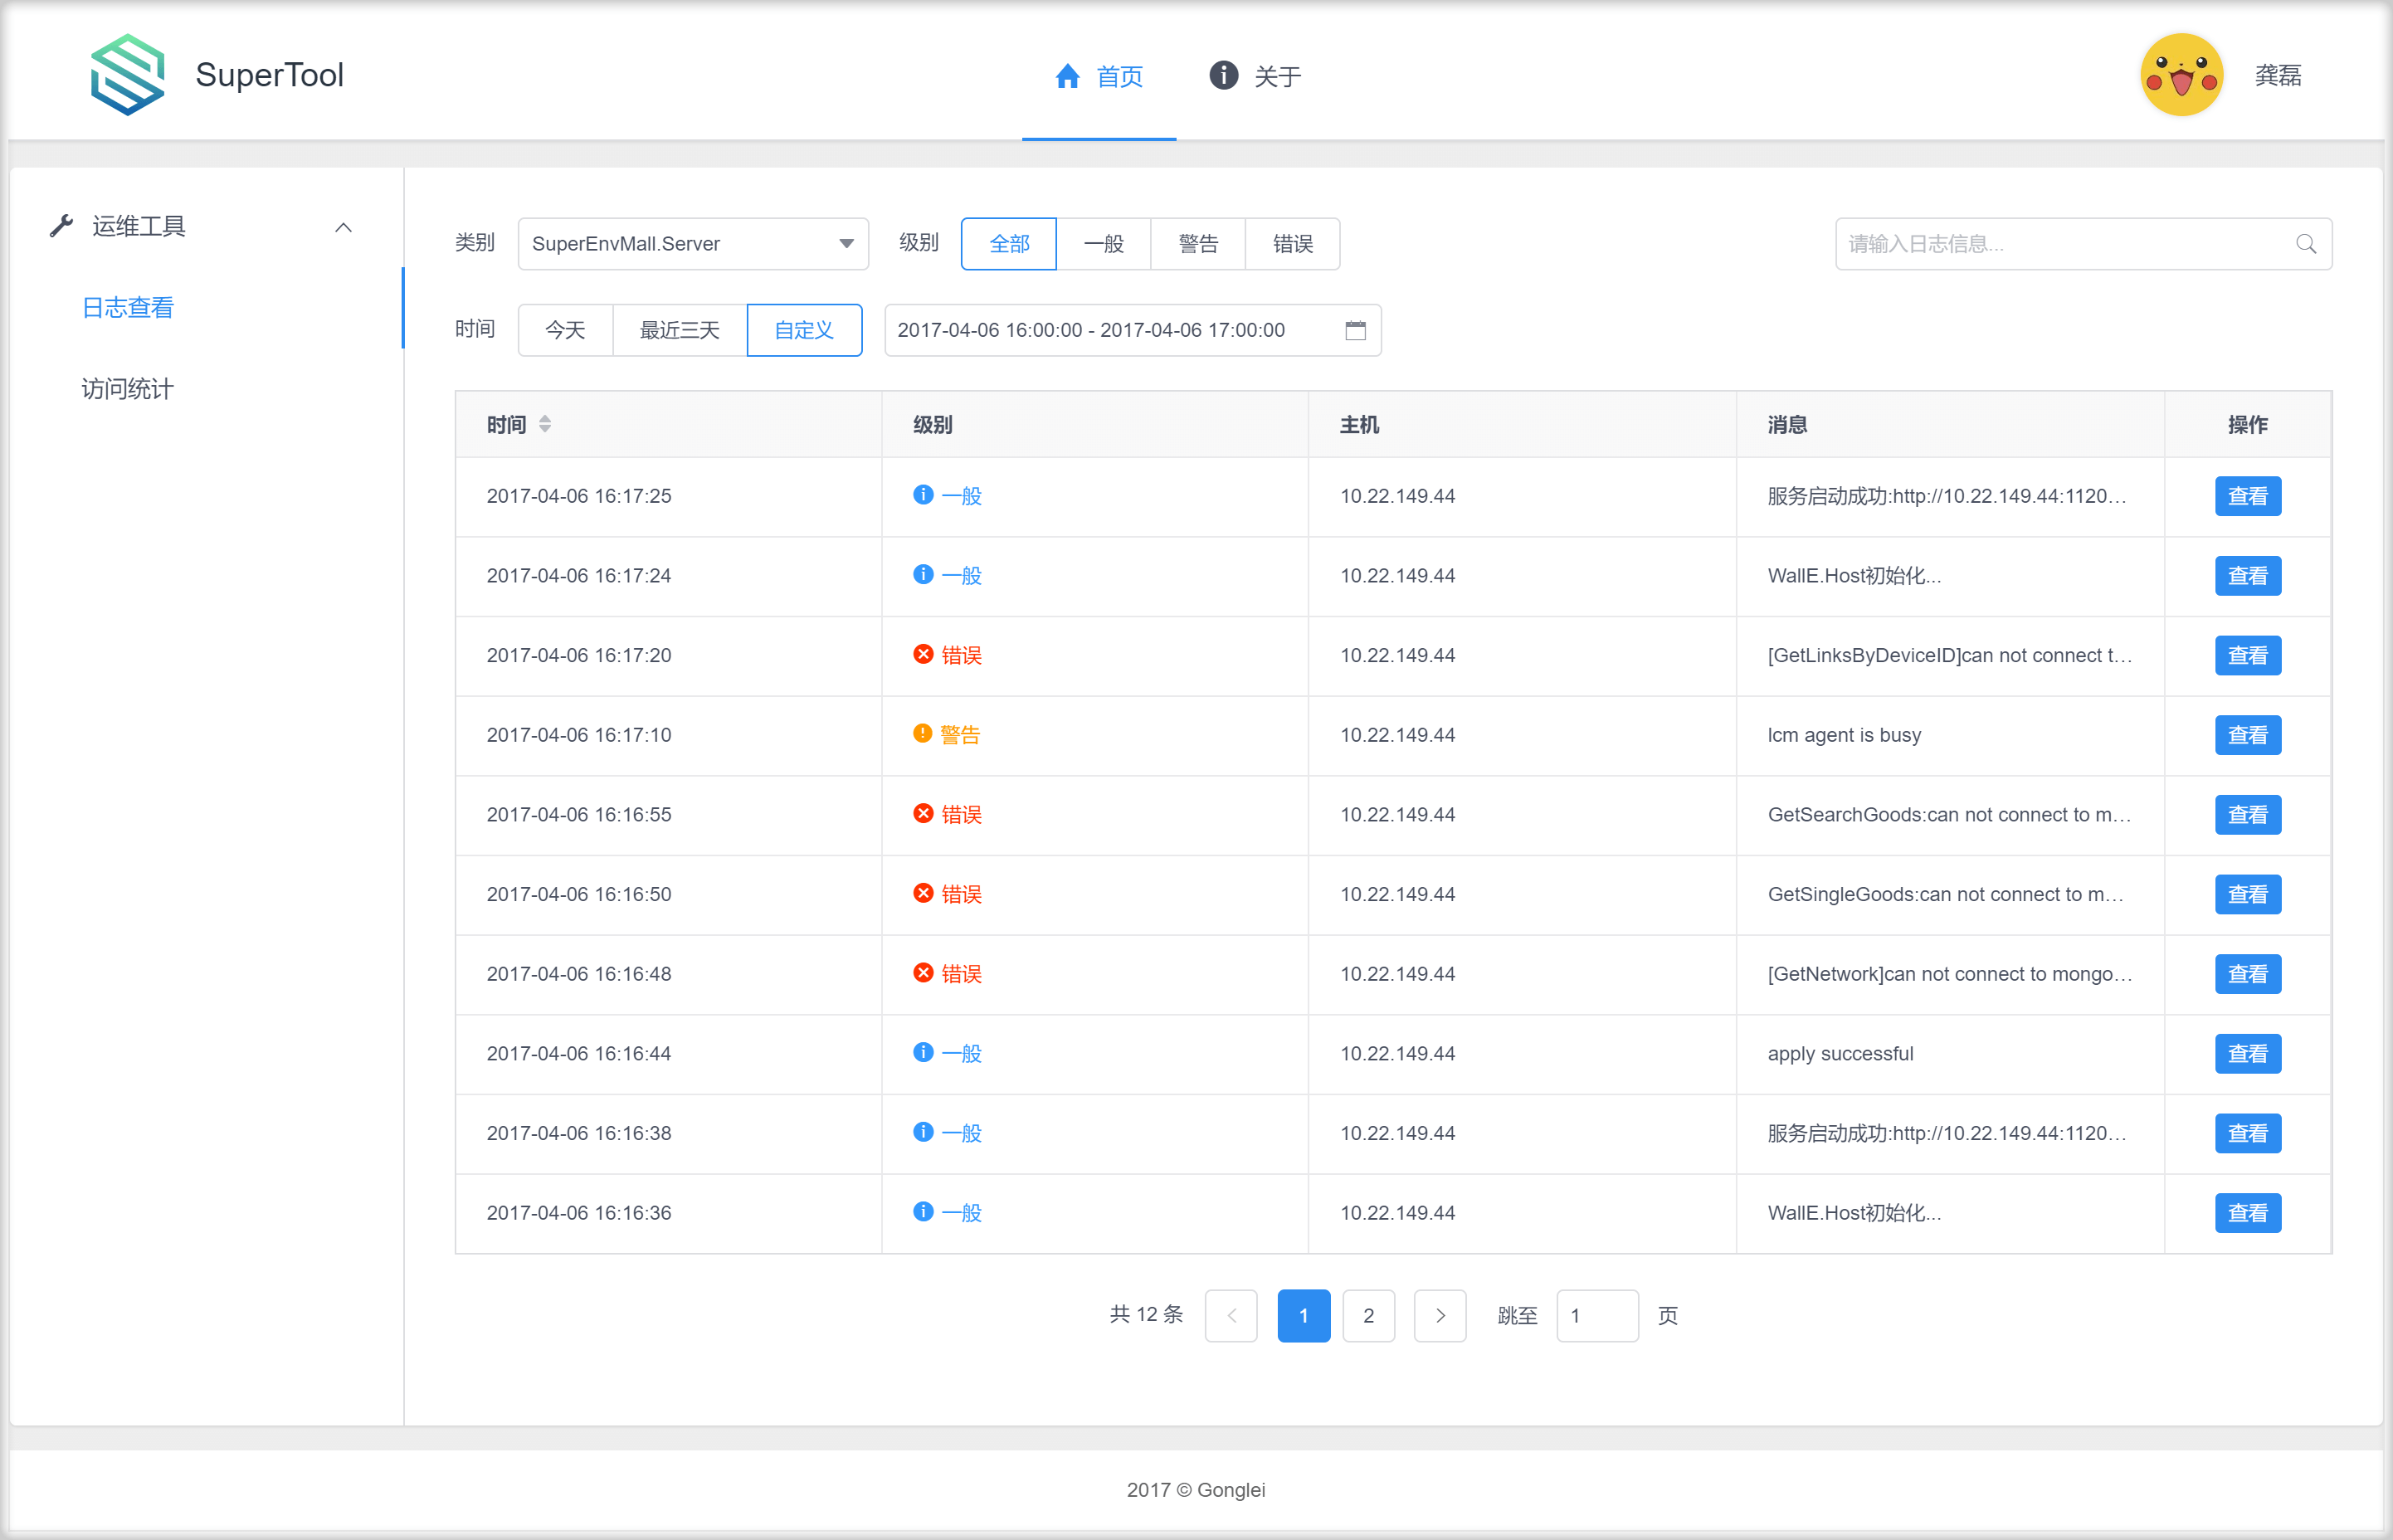 SuperTool
首页
关于
龚磊
运维工具
日志查看
访问统计
类别 SuperEnvMall.Server 级别 全部 一般 警告 错误 请输入日志信息...
时间 今天 最近三天 自定义 2017-04-06 16:00:00 - 2017-04-06 17:00:00
时间 级别 主机 消息 操作
2017-04-06 16:17:25 一般 10.22.149.44 服务启动成功:http://10.22.149.44:1120... 查看
2017-04-06 16:17:24 一般 10.22.149.44 WallE.Host初始化... 查看
2017-04-06 16:17:20 错误 10.22.149.44 [GetLinksByDeviceID]can not connect t... 查看
2017-04-06 16:17:10 警告 10.22.149.44 lcm agent is busy 查看
2017-04-06 16:16:55 错误 10.22.149.44 GetSearchGoods:can not connect to m... 查看
2017-04-06 16:16:50 错误 10.22.149.44 GetSingleGoods:can not connect to m... 查看
2017-04-06 16:16:48 错误 10.22.149.44 [GetNetwork]can not connect to mongo... 查看
2017-04-06 16:16:44 一般 10.22.149.44 apply successful 查看
2017-04-06 16:16:38 一般 10.22.149.44 服务启动成功:http://10.22.149.44:1120... 查看
2017-04-06 16:16:36 一般 10.22.149.44 WallE.Host初始化... 查看
共 12 条 1 2 跳至 1 页
2017 © Gonglei